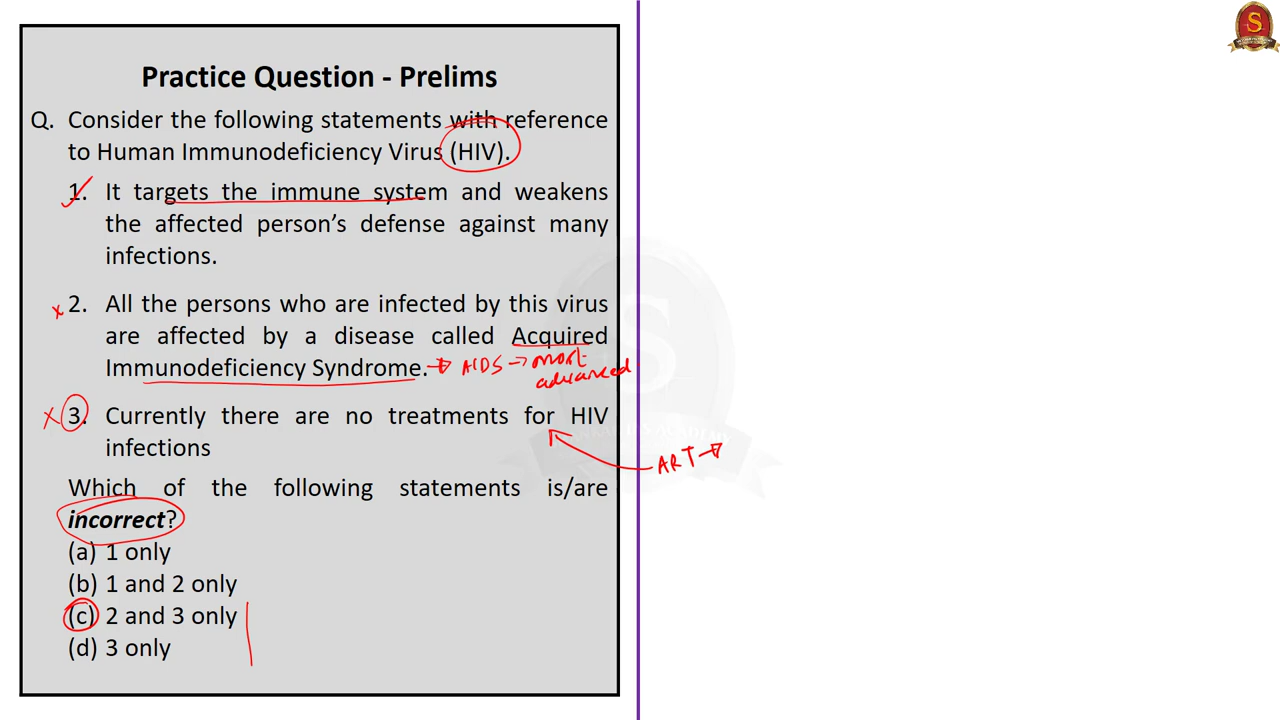 Practice Question - Prelims
Q. Consider the following statements with reference
to Human Immunodeficiency Virus (HIV).
1. It targets the immune system and weakens
the affected person's defense against many
infections.
2. All the persons who are infected by this virus
are affected by a disease called Acquired
Immunodeficiency Syndrome. → AIDS → most
advanced
3. Currently there are no treatments for HIV
infections
ART →
Which of the following statements is/are
incorrect?
(a) 1 only
(b) 1 and 2 only
(c) 2 and 3 only
(d) 3 only
S